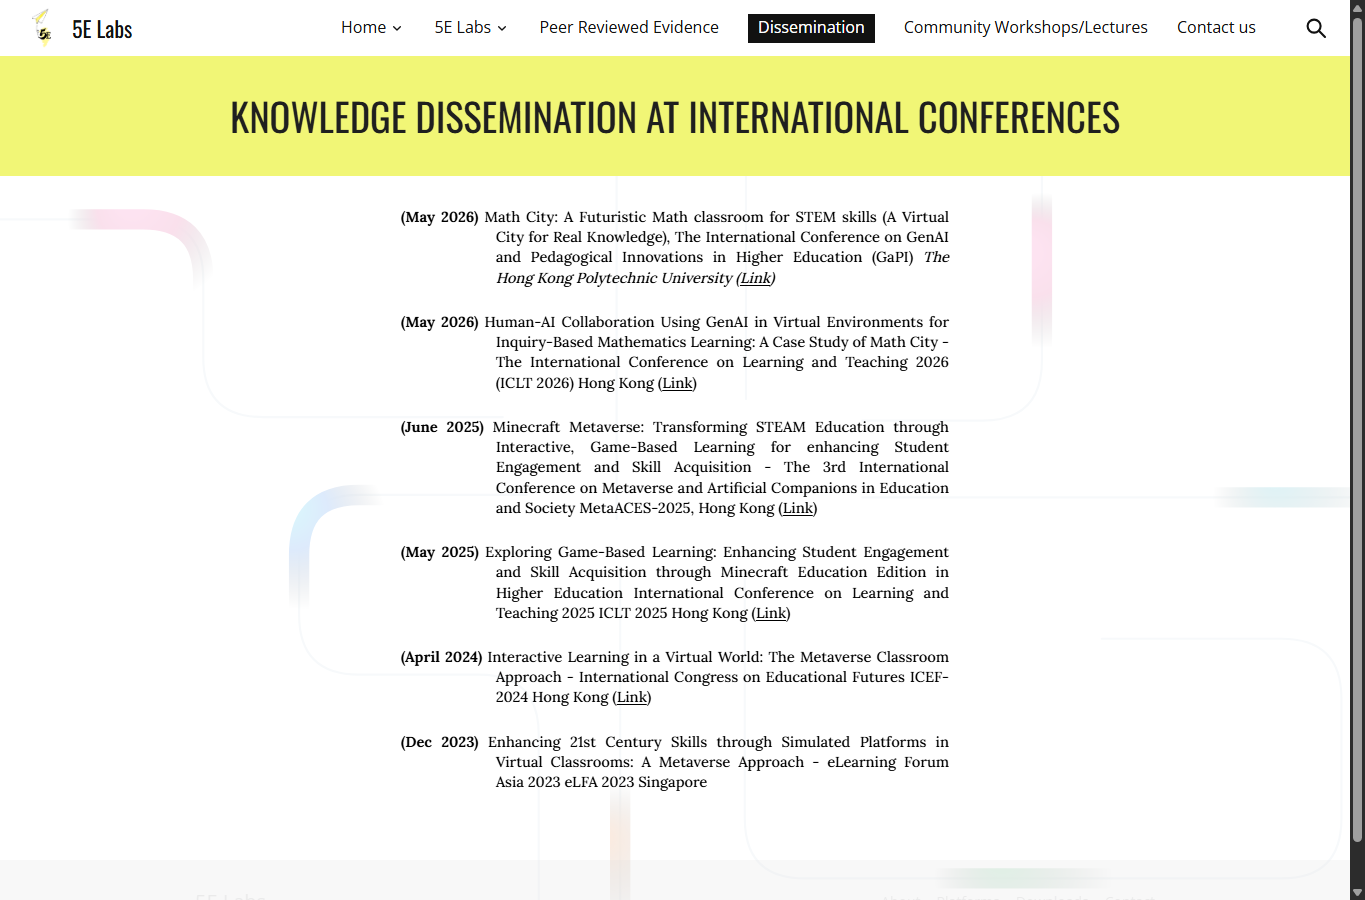 5E Labs
Home
5E Labs
Peer Reviewed Evidence
Dissemination
Community Workshops/Lectures
Contact us
KNOWLEDGE DISSEMINATION AT INTERNATIONAL CONFERENCES
(May 2026) Math City: A Futuristic Math classroom for STEM skills (A Virtual
City for Real Knowledge), The International Conference on GenAI
and Pedagogical Innovations in Higher Education (GaPI) The
Hong Kong Polytechnic University (Link)
(May 2026) Human-AI Collaboration Using GenAI in Virtual Environments for
Inquiry-Based Mathematics Learning: A Case Study of Math City -
The International Conference on Learning and Teaching 2026
(ICLT 2026) Hong Kong (Link)
(June 2025) Minecraft Metaverse: Transforming STEAM Education through
Interactive, Game-Based Learning for enhancing Student
Engagement and Skill Acquisition - The 3rd International
Conference on Metaverse and Artificial Companions in Education
and Society MetaACES-2025, Hong Kong (Link)
(May 2025) Exploring Game-Based Learning: Enhancing Student Engagement
and Skill Acquisition through Minecraft Education Edition in
Higher Education International Conference on Learning and
Teaching 2025 ICLT 2025 Hong Kong (Link)
(April 2024) Interactive Learning in a Virtual World: The Metaverse Classroom
Approach - International Congress on Educational Futures ICEF-
2024 Hong Kong (Link)
(Dec 2023) Enhancing 21st Century Skills through Simulated Platforms in
Virtual Classrooms: A Metaverse Approach - eLearning Forum
Asia 2023 eLFA 2023 Singapore